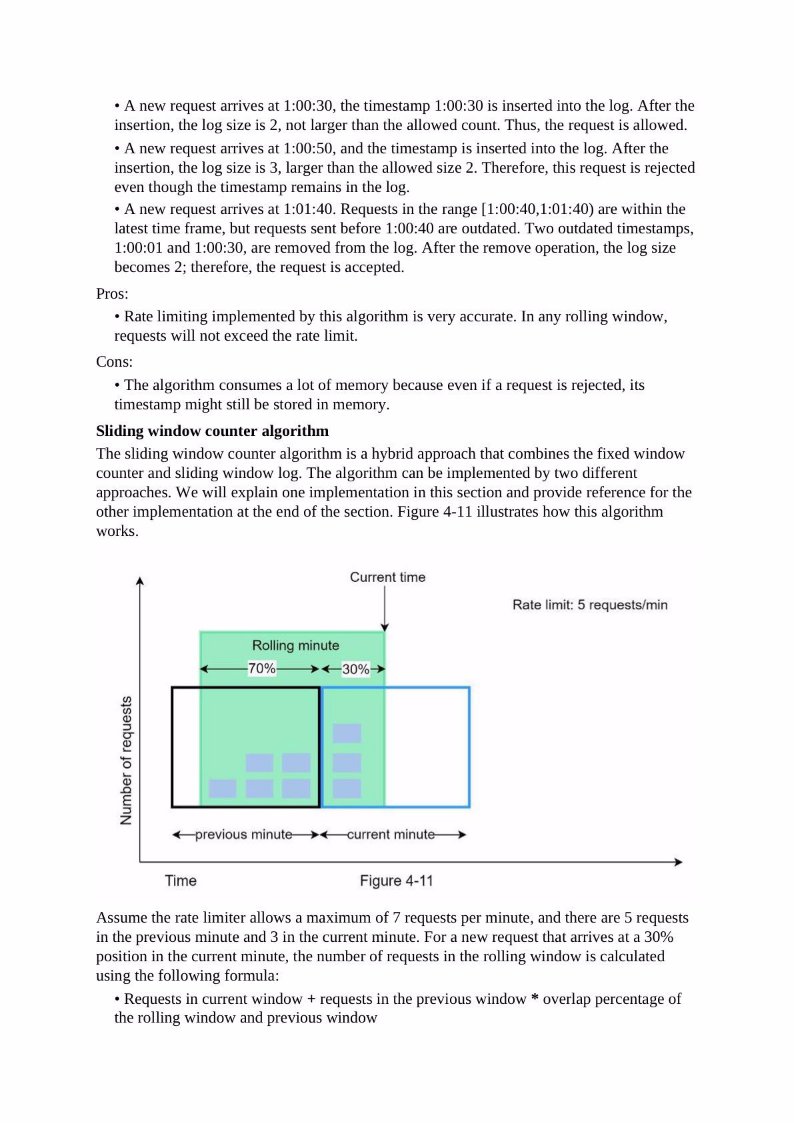 • A new request arrives at 1:00:30, the timestamp 1:00:30 is inserted into the log. After the
insertion, the log size is 2, not larger than the allowed count. Thus, the request is allowed.
• A new request arrives at 1:00:50, and the timestamp is inserted into the log. After the
insertion, the log size is 3, larger than the allowed size 2. Therefore, this request is rejected
even though the timestamp remains in the log.
• A new request arrives at 1:01:40. Requests in the range [1:00:40,1:01:40) are within the
latest time frame, but requests sent before 1:00:40 are outdated. Two outdated timestamps,
1:00:01 and 1:00:30, are removed from the log. After the remove operation, the log size
becomes 2; therefore, the request is accepted.
Pros:
• Rate limiting implemented by this algorithm is very accurate. In any rolling window,
requests will not exceed the rate limit.
Cons:
• The algorithm consumes a lot of memory because even if a request is rejected, its
timestamp might still be stored in memory.
Sliding window counter algorithm
The sliding window counter algorithm is a hybrid approach that combines the fixed window
counter and sliding window log. The algorithm can be implemented by two different
approaches. We will explain one implementation in this section and provide reference for the
other implementation at the end of the section. Figure 4-11 illustrates how this algorithm
works.
Current time
Rate limit: 5 requests/min
Rolling minute
70%
30%
Number of requests
previous minute
current minute
Time
Figure 4-11
Assume the rate limiter allows a maximum of 7 requests per minute, and there are 5 requests
in the previous minute and 3 in the current minute. For a new request that arrives at a 30%
position in the current minute, the number of requests in the rolling window is calculated
using the following formula:
• Requests in current window + requests in the previous window * overlap percentage of
the rolling window and previous window